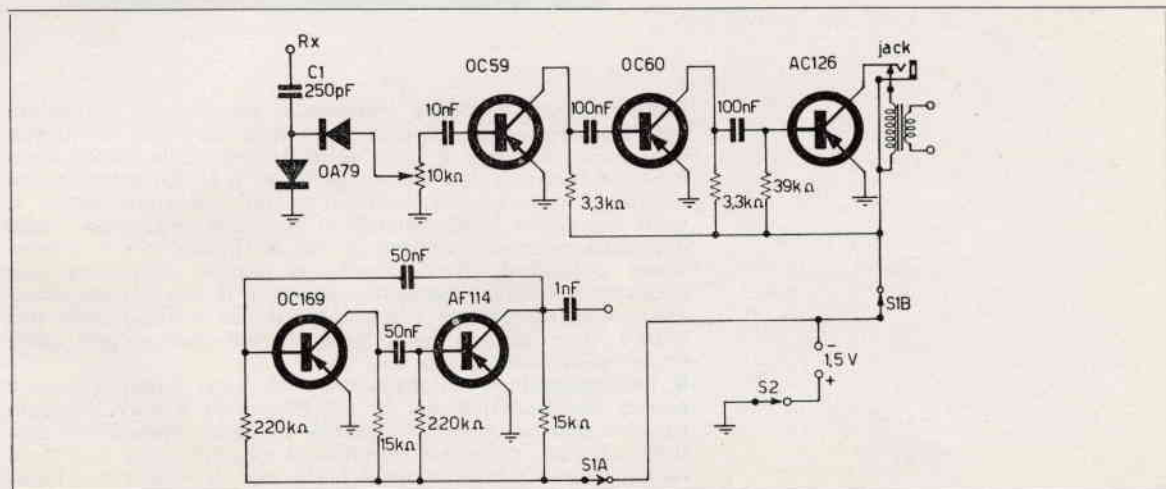 Rx
C1
250pF
OA79
10kΩ
10nF
OC59
100nF
3,3kΩ
OC60
100nF
3,3kΩ
39kΩ
AC126
jack
50nF
OC169
50nF
AF114
1nF
220kΩ
15kΩ
220kΩ
15kΩ
S1A
S1B
-
1,5 V
+
S2